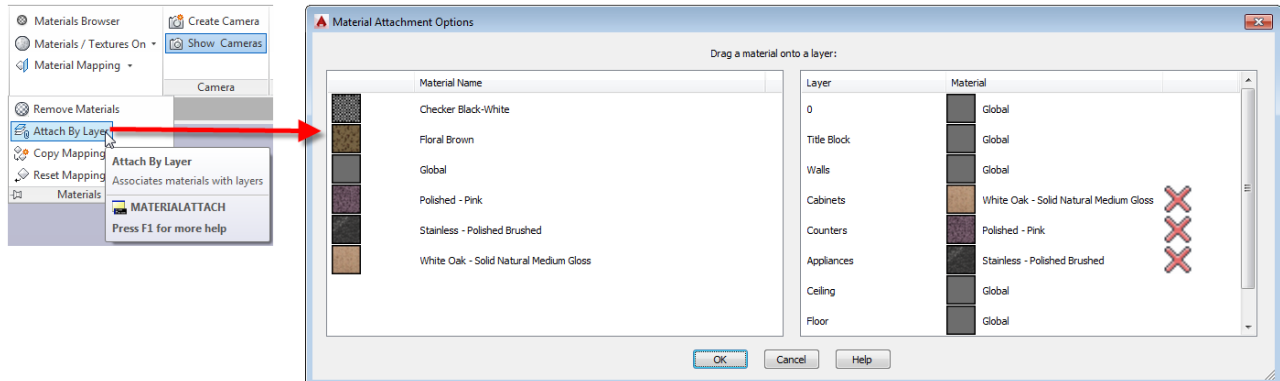 Materials Browser
Materials / Textures On
Material Mapping
Create Camera
Show Cameras
Camera
Remove Materials
Attach By Layer
Copy Mapping
Reset Mapping
Materials
Attach By Layer
Associates materials with layers
MATERIALATTACH
Press F1 for more help
Material Attachment Options
Drag a material onto a layer:
Material Name
Checker Black-White
Floral Brown
Global
Polished - Pink
Stainless - Polished Brushed
White Oak - Solid Natural Medium Gloss
Layer Material
0 Global
Title Block Global
Walls Global
Cabinets White Oak - Solid Natural Medium Gloss
Counters Polished - Pink
Appliances Stainless - Polished Brushed
Ceiling Global
Floor Global
OK Cancel Help